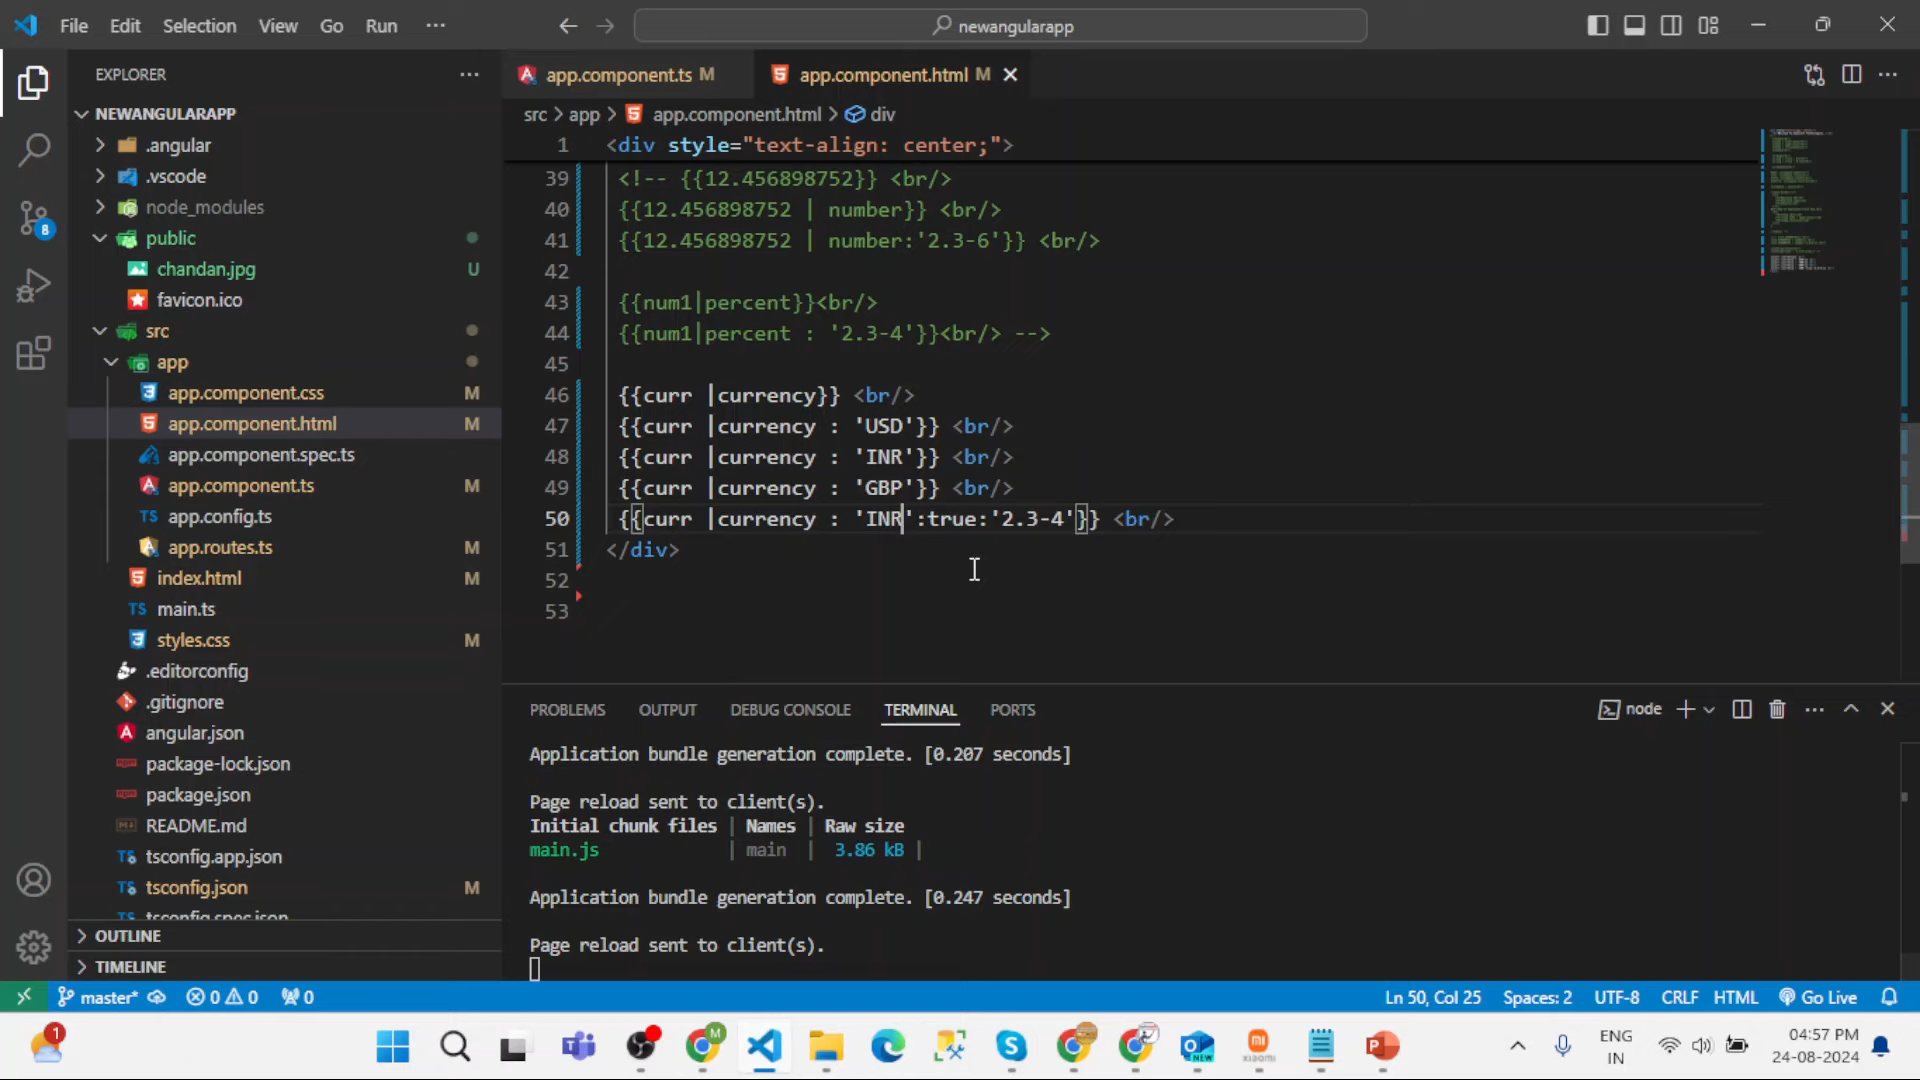 File Edit Selection View Go Run ··· newangularapp
EXPLORER ···
NEWANGULARAPP
.angular
.vscode
node_modules
public
chandan.jpg U
favicon.ico
src
app
app.component.css M
app.component.html M
app.component.spec.ts
app.component.ts M
TS app.config.ts
app.routes.ts M
index.html M
TS main.ts
styles.css M
.editorconfig
.gitignore
angular.json
package-lock.json
package.json
README.md
tsconfig.app.json
tsconfig.json M
tsconfig.spec.json
OUTLINE
TIMELINE
8
app.component.ts M app.component.html M
src > app > app.component.html > div
1 <div style="text-align: center;">
39 <!-- {{12.456898752}} <br/>
40 {{12.456898752 | number}} <br/>
41 {{12.456898752 | number:'2.3-6'}} <br/>
42
43 {{num1|percent}}<br/>
44 {{num1|percent : '2.3-4'}}<br/> -->
45
46 {{curr |currency}} <br/>
47 {{curr |currency : 'USD'}} <br/>
48 {{curr |currency : 'INR'}} <br/>
49 {{curr |currency : 'GBP'}} <br/>
50 {{curr |currency : 'INR':true:'2.3-4'}} <br/>
51 </div>
52
53
PROBLEMS OUTPUT DEBUG CONSOLE TERMINAL PORTS node
Application bundle generation complete. [0.207 seconds]
Page reload sent to client(s).
Initial chunk files | Names | Raw size
main.js | main | 3.86 kB |
Application bundle generation complete. [0.247 seconds]
Page reload sent to client(s).
master* 0 0 0 Ln 50, Col 25 Spaces: 2 UTF-8 CRLF HTML Go Live
1 M NEW xiaomi ENG IN 04:57 PM 24-08-2024